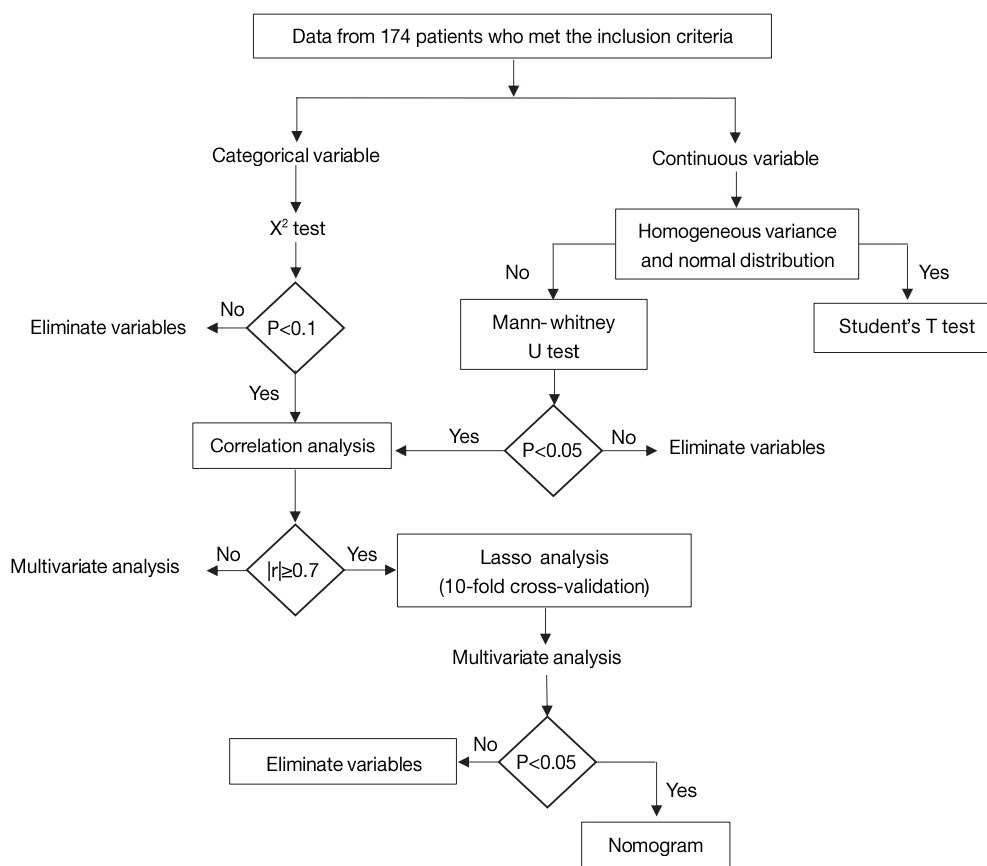 Data from 174 patients who met the inclusion criteria
Categorical variable
Continuous variable
X² test
Homogeneous variance
and normal distribution
No
Yes
P<0.1
No
Eliminate variables
Mann-whitney
U test
Student's T test
Yes
Correlation analysis
Yes
P<0.05
No
Eliminate variables
Multivariate analysis
No
|r|≥0.7
Yes
Lasso analysis
(10-fold cross-validation)
Multivariate analysis
Eliminate variables
No
P<0.05
Yes
Nomogram